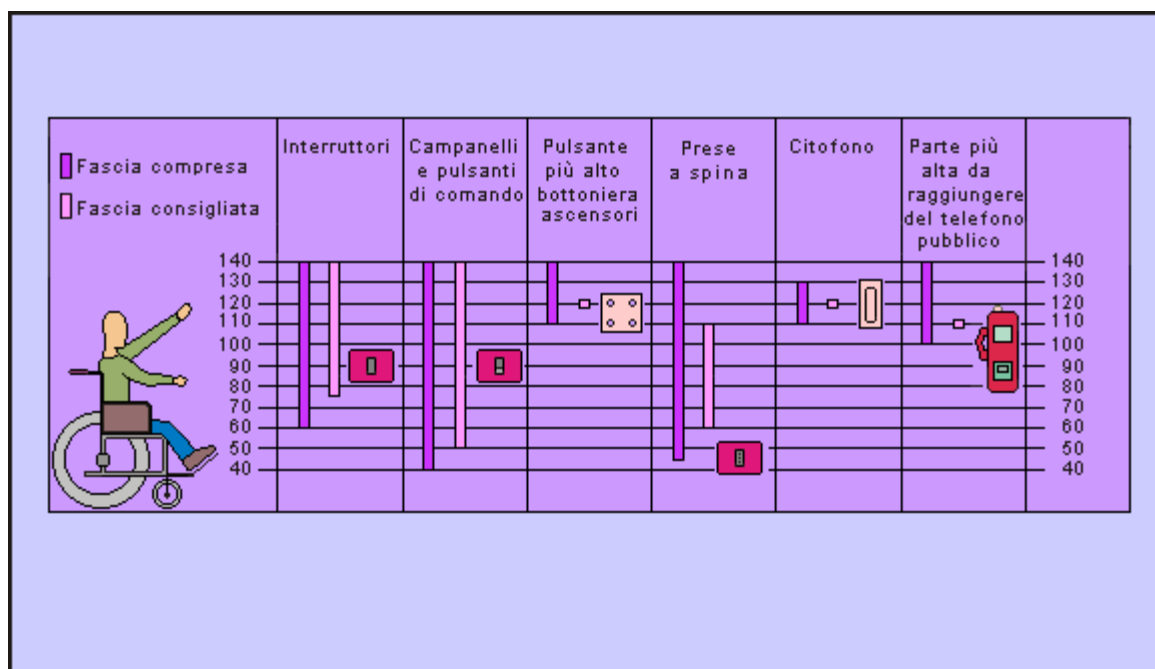 Fascia compresa
Fascia consigliata
Interruttori
Campanelli
e pulsanti
di comando
Pulsante
più alto
bottoniera
ascensori
Prese
a spina
Citofono
Parte più
alta da
raggiungere
del telefono
pubblico
140 140
130 130
120 120
110 110
100 100
90 90
80 80
70 70
60 60
50 50
40 40